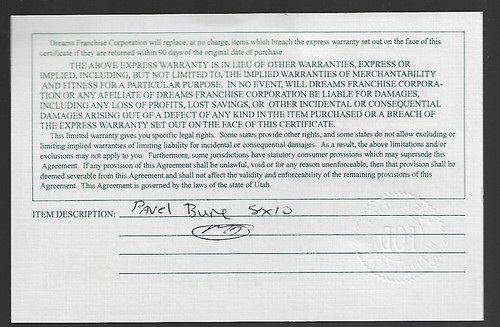 Dreams Franchise Corporation will replace, at no charge, items which breach the express warranty set out on the face of this
certificate if they are returned within 90 days of the original date of purchase.
THE ABOVE EXPRESS WARRANTY IS IN LIEU OF OTHER WARRANTIES, EXPRESS OR
IMPLIED, INCLUDING, BUT NOT LIMITED TO, THE IMPLIED WARRANTIES OF MERCHANTABILITY
AND FITNESS FOR A PARTICULAR PURPOSE. IN NO EVENT, WILL DREAMS FRANCHISE CORPORA-
TION OR ANY AFFILIATE OF DREAMS FRANCHISE CORPORATION BE LIABLE FOR DAMAGES,
INCLUDING ANY LOSS OF PROFITS, LOST SAVINGS, OR OTHER INCIDENTAL OR CONSEQUENTIAL
DAMAGES ARISING OUT OF A DEFECT OF ANY KIND IN THE ITEM PURCHASED OR A BREACH OF
THE EXPRESS WARRANTY SET OUT ON THE FACE OF THIS CERTIFICATE.
This limited warranty gives you specific legal rights. Some states provide other rights, and some states do not allow excluding or
limiting implied warranties of limiting liability for incidental or consequential damages. As a result, the above limitations and/or
exclusions may not apply to you. Furthermore, some jurisdictions have statutory consumer provisions which may supersede this
Agreement. If any provision of this Agreement shall be unlawful, void or for any reason unenforceable, then that provision shall be
deemed severable from this Agreement and shall not affect the validity and enforceability of the remaining provisions of this
Agreement. This Agreement is governed by the laws of the state of Utah.
ITEM DESCRIPTION: Pavel Bure 8x10